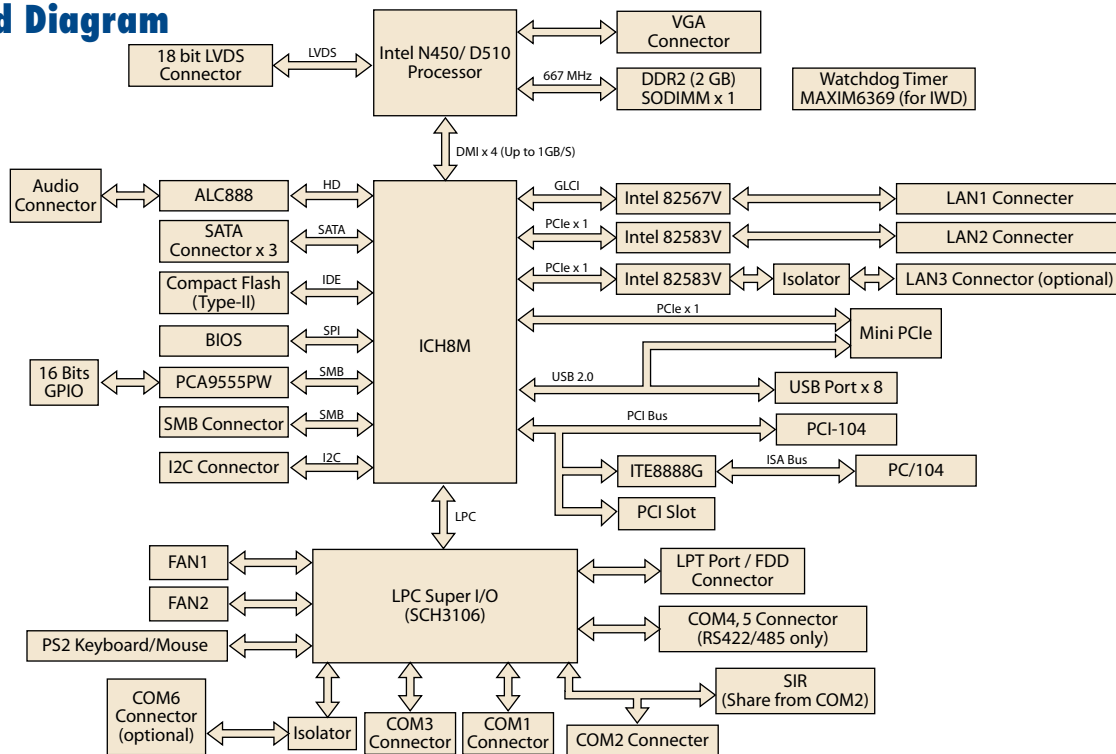 d Diagram
VGA
Connector
18 bit LVDS
Connector
LVDS
Intel N450/ D510
Processor
667 MHz
DDR2 (2 GB)
SODIMM x 1
Watchdog Timer
MAXIM6369 (for IWD)
DMI x 4 (Up to 1GB/S)
Audio
Connector
ALC888
HD
ICH8M
GLCI
Intel 82567V
LAN1 Connecter
SATA
Connector x 3
SATA
PCIe x 1
Intel 82583V
LAN2 Connecter
Compact Flash
(Type-II)
IDE
PCIe x 1
Intel 82583V
Isolator
LAN3 Connector (optional)
BIOS
SPI
PCIe x 1
Mini PCIe
16 Bits
GPIO
PCA9555PW
SMB
USB 2.0
USB Port x 8
SMB Connector
SMB
PCI Bus
PCI-104
I2C Connector
I2C
ITE8888G
ISA Bus
PC/104
PCI Slot
LPC
FAN1
LPC Super I/O
(SCH3106)
LPT Port / FDD
Connector
FAN2
COM4, 5 Connector
(RS422/485 only)
PS2 Keyboard/Mouse
SIR
(Share from COM2)
COM6
Connector
(optional)
Isolator
COM3
Connector
COM1
Connector
COM2 Connecter